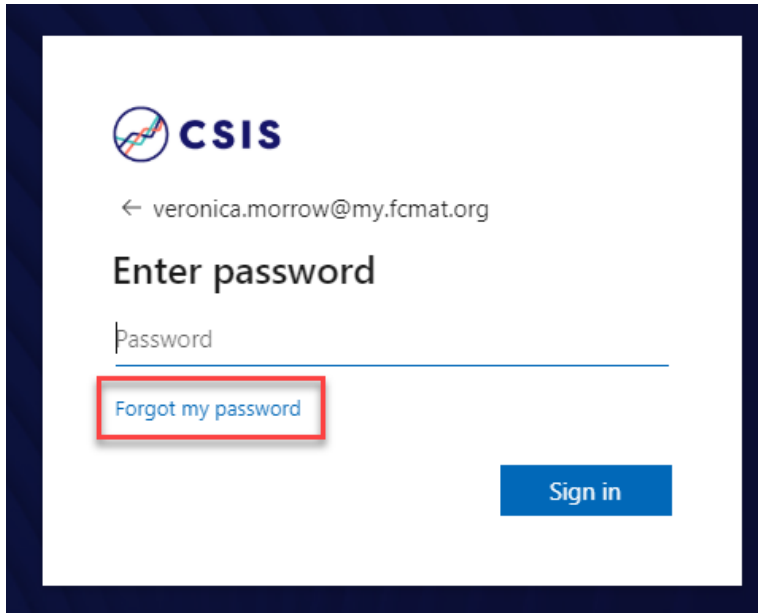 CSIS
← veronica.morrow@my.fcmat.org
Enter password
Password
Forgot my password
Sign in